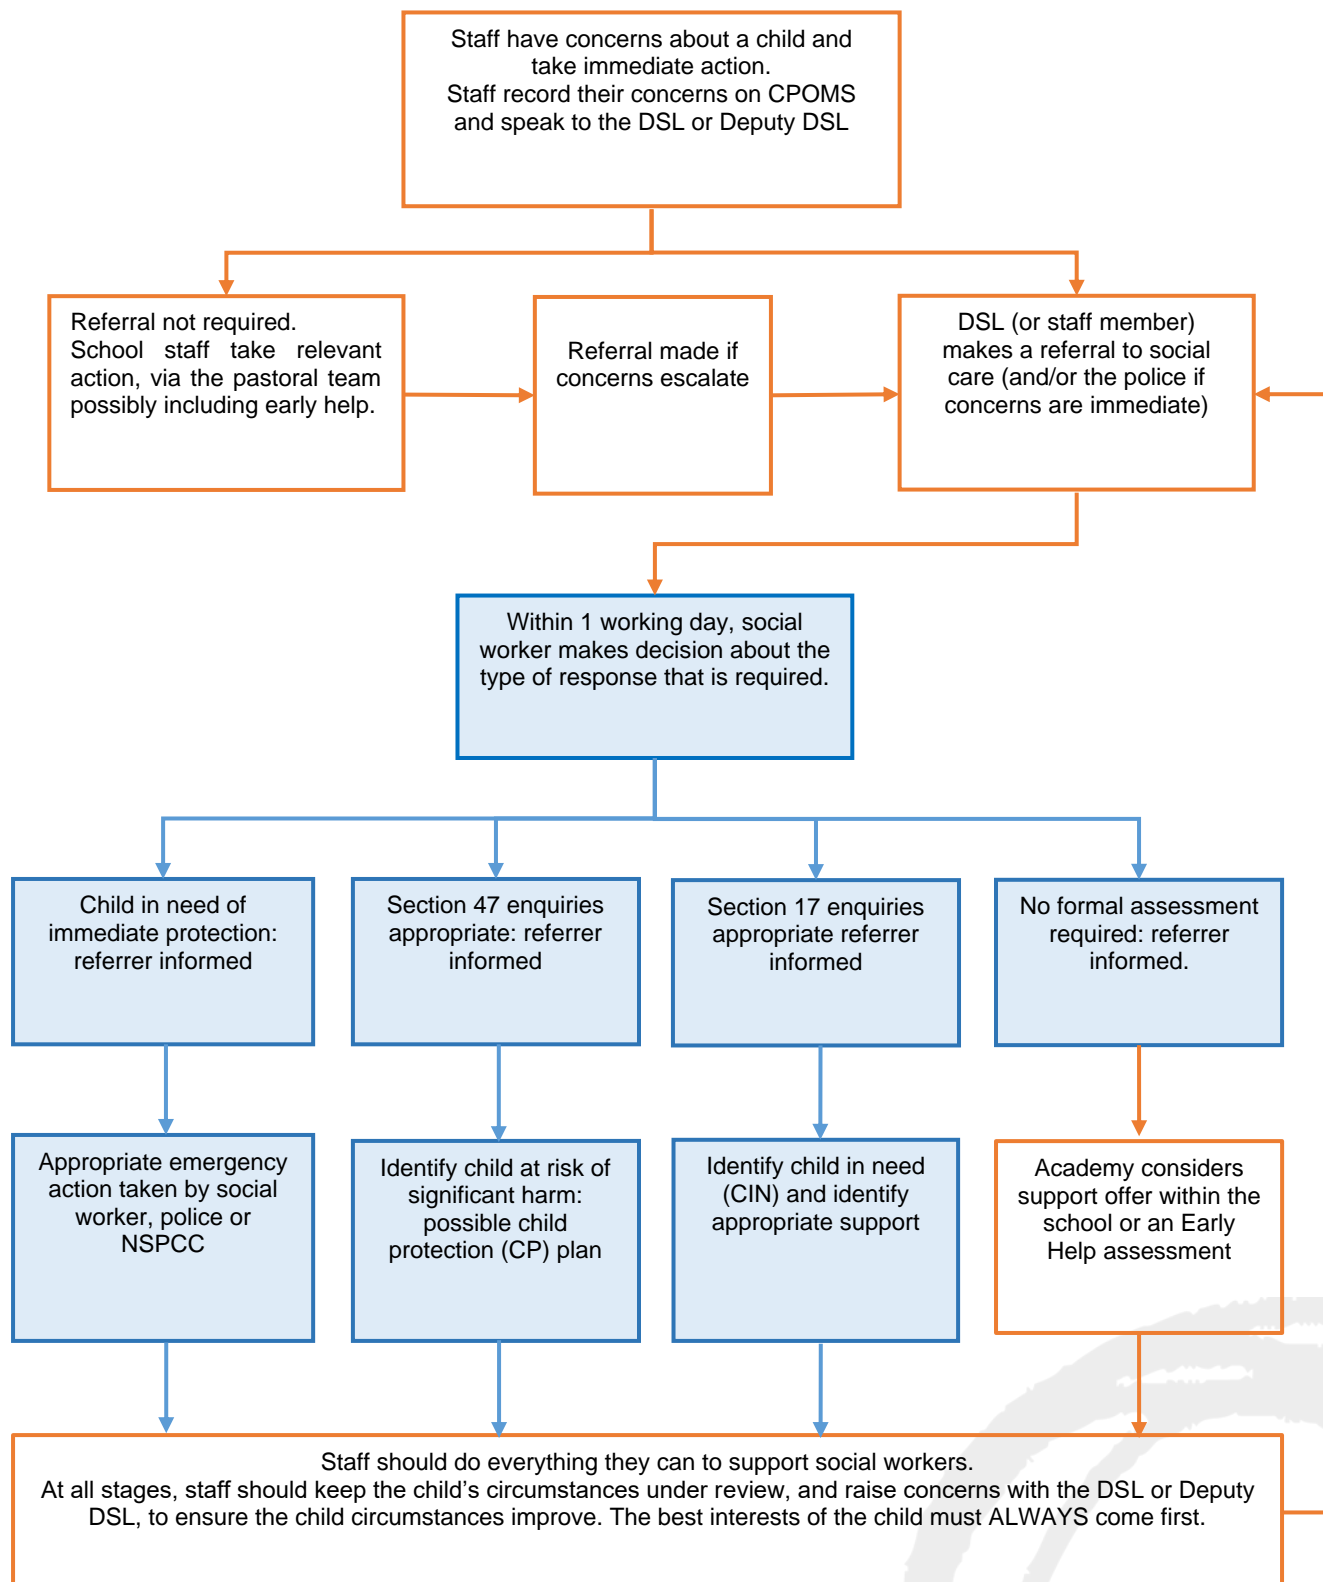 Staff have concerns about a child and
take immediate action.
Staff record their concerns on CPOMS
and speak to the DSL or Deputy DSL
Referral not required.
School staff take relevant
action, via the pastoral team
possibly including early help.
Referral made if
concerns escalate
DSL (or staff member)
makes a referral to social
care (and/or the police if
concerns are immediate)
Within 1 working day, social
worker makes decision about the
type of response that is required.
Child in need of
immediate protection:
referrer informed
Section 47 enquiries
appropriate: referrer
informed
Section 17 enquiries
appropriate referrer
informed
No formal assessment
required: referrer
informed.
Appropriate emergency
action taken by social
worker, police or
NSPCC
Identify child at risk of
significant harm:
possible child
protection (CP) plan
Identify child in need
(CIN) and identify
appropriate support
Academy considers
support offer within the
school or an Early
Help assessment
Staff should do everything they can to support social workers.
At all stages, staff should keep the child’s circumstances under review, and raise concerns with the DSL or Deputy
DSL, to ensure the child circumstances improve. The best interests of the child must ALWAYS come first.